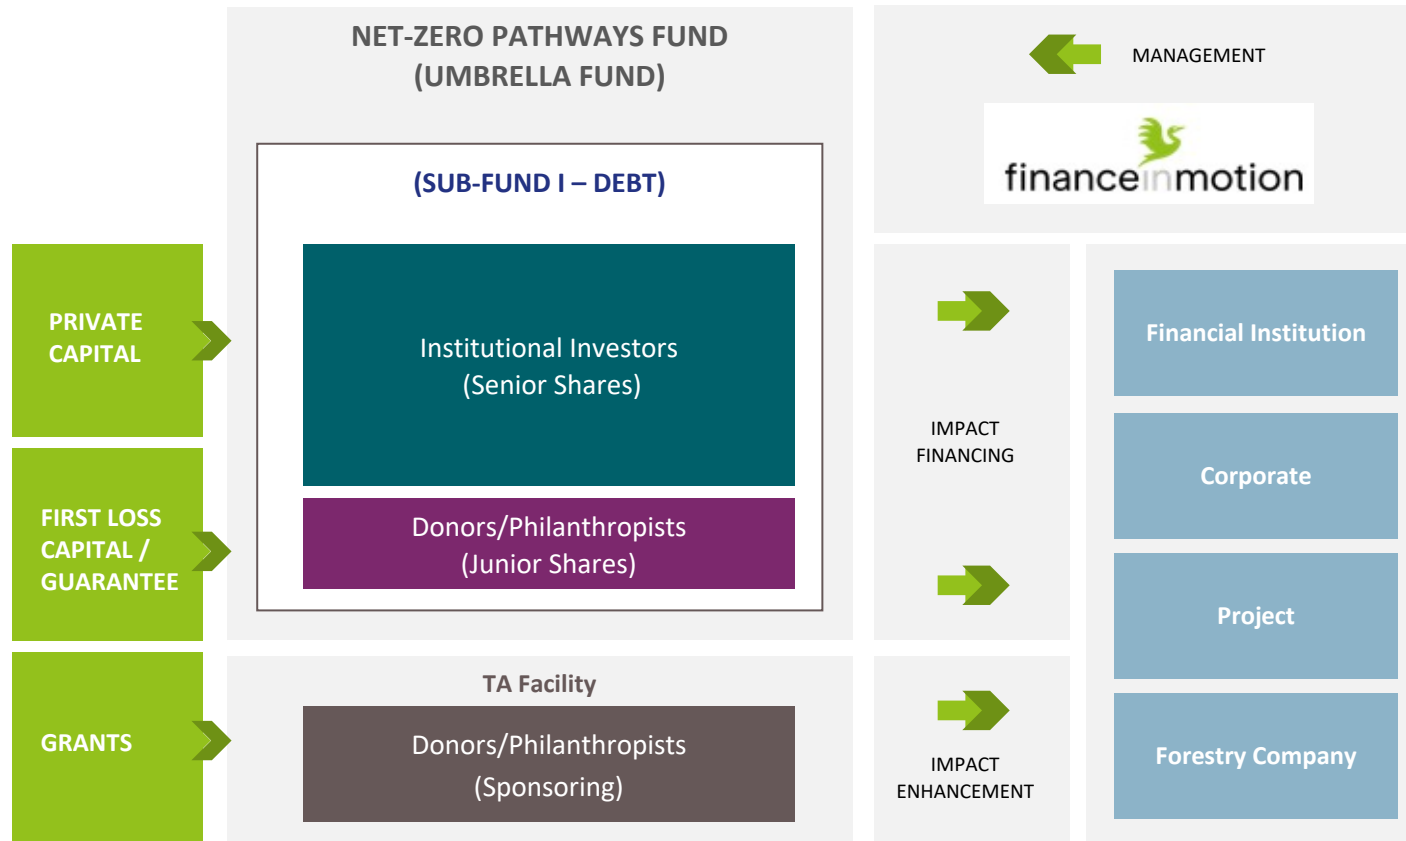 NET-ZERO PATHWAYS FUND
(UMBRELLA FUND)
MANAGEMENT
financeinmotion
(SUB-FUND I – DEBT)
PRIVATE
CAPITAL
Institutional Investors
(Senior Shares)
FIRST LOSS
CAPITAL /
GUARANTEE
Donors/Philanthropists
(Junior Shares)
IMPACT
FINANCING
Financial Institution
Corporate
Project
Forestry Company
GRANTS
TA Facility
Donors/Philanthropists
(Sponsoring)
IMPACT
ENHANCEMENT